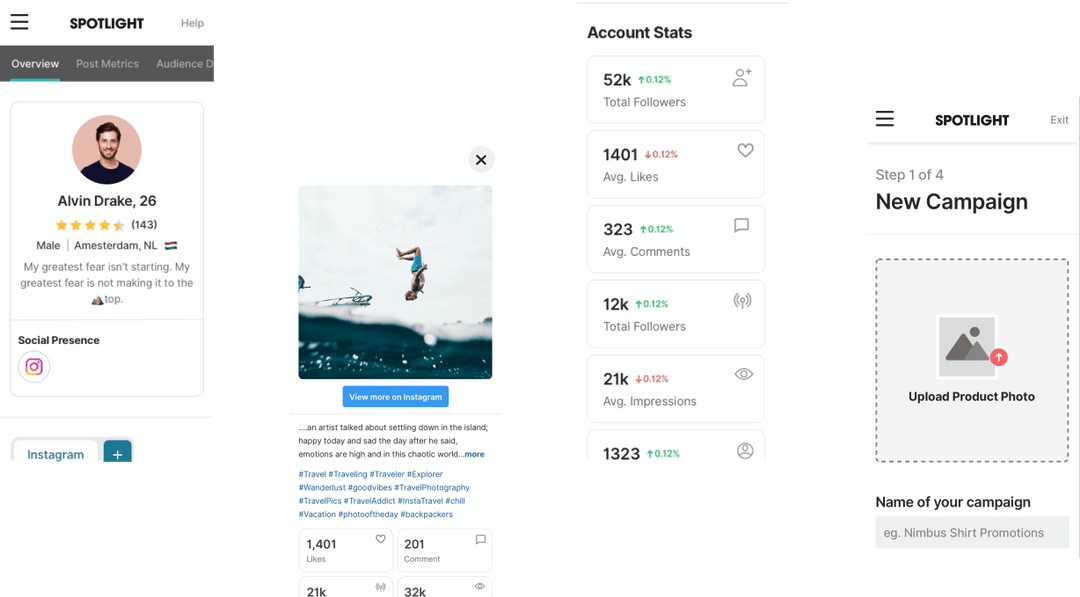 SPOTLIGHT
Help
Overview
Post Metrics
Audience D
Alvin Drake, 26
(143)
Male | Amesterdam, NL
My greatest fear isn't starting. My
greatest fear is not making it to the
top.
Social Presence
Instagram
+
View more on Instagram
....an artist talked about settling down in the island;
happy today and sad the day after he said,
emotions are high and in this chaotic world...more
#Travel #Traveling #Traveler #Explorer
#Wanderlust #goodvibes #TravelPhotography
#TravelPics #TravelAddict #InstaTravel #chill
#Vacation #photooftheday #backpackers
1,401
Likes
201
Comment
21k
32k
Account Stats
52k ↑0.12%
Total Followers
1401 ↓0.12%
Avg. Likes
323 ↑0.12%
Avg. Comments
12k ↑0.12%
Total Followers
21k ↓0.12%
Avg. Impressions
1323 ↑0.12%
SPOTLIGHT
Exit
Step 1 of 4
New Campaign
Upload Product Photo
Name of your campaign
eg. Nimbus Shirt Promotions